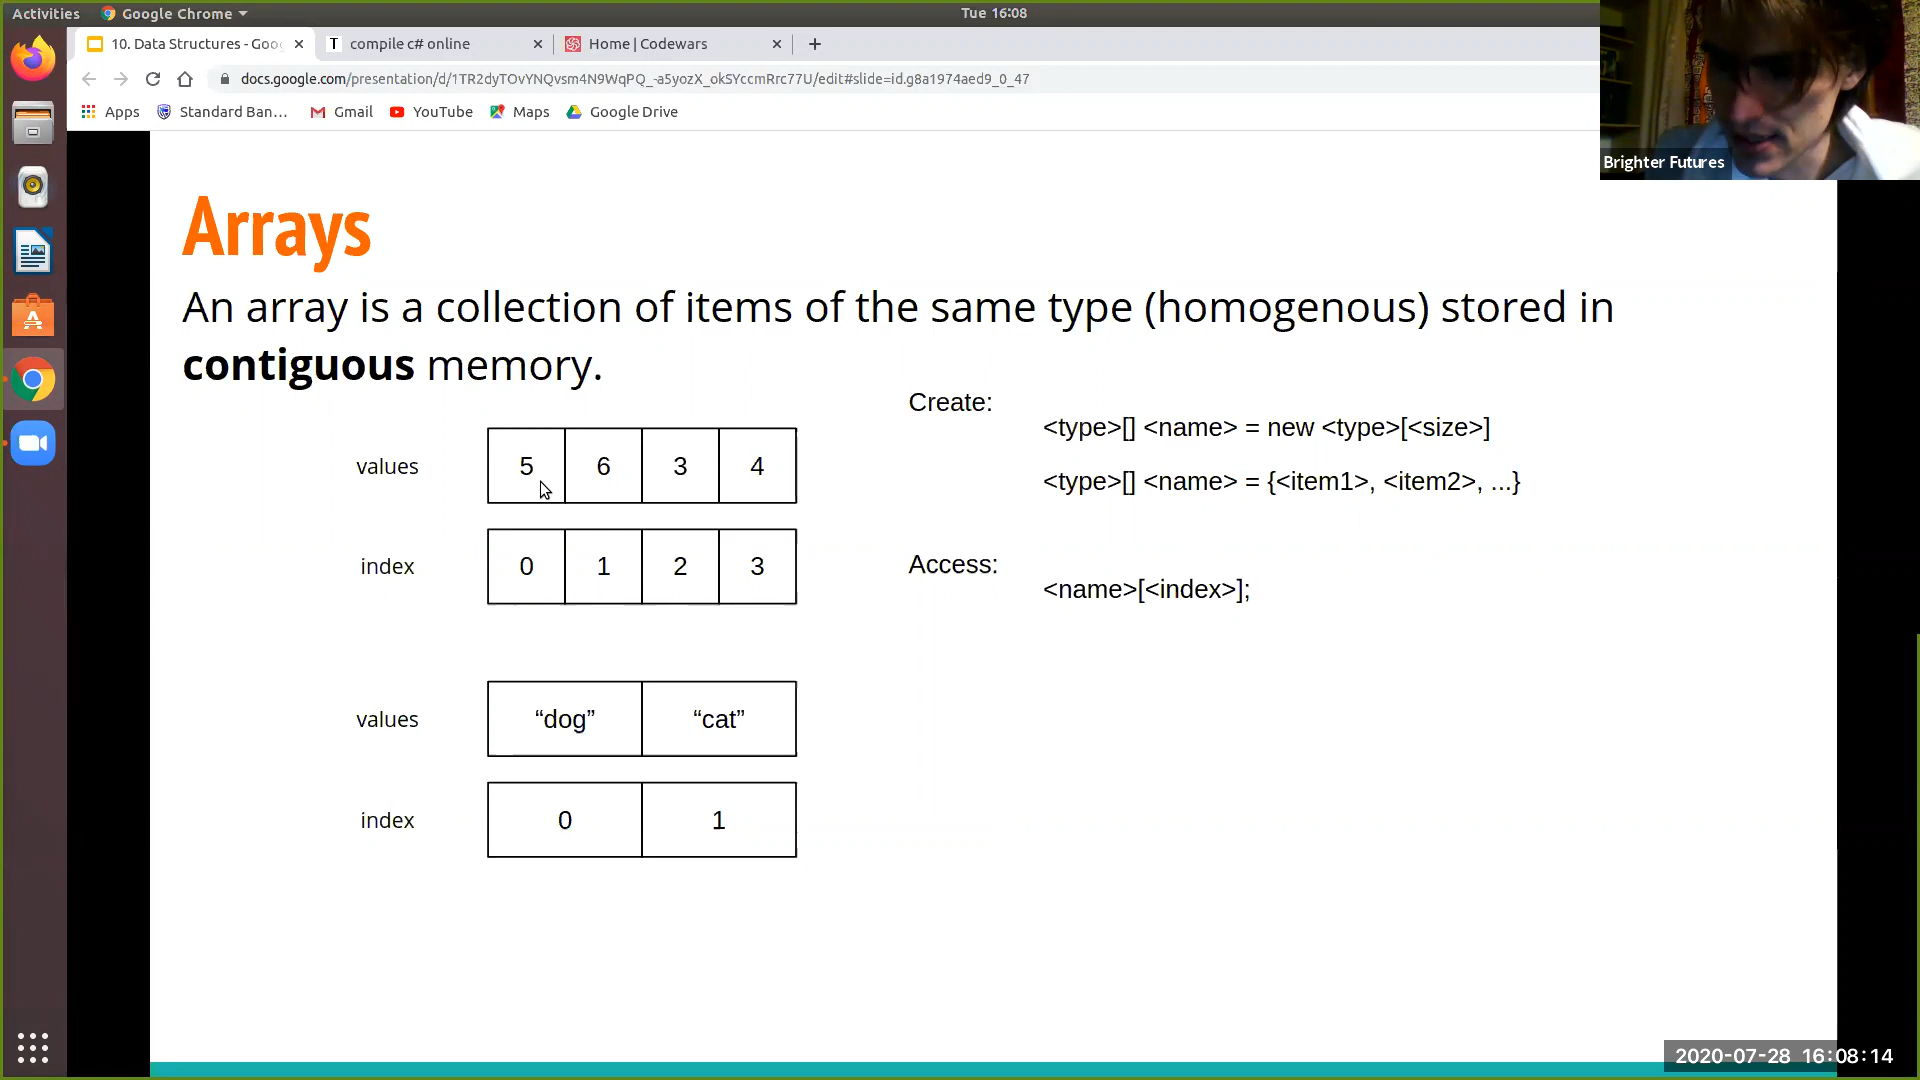 Activities
Google Chrome
Tue 16:08
10. Data Structures - Goo
T compile c# online
Home | Codewars
docs.google.com/presentation/d/1TR2dyTOvYNQvsm4N9WqPQ_-a5yozX_okSYccmRrc77U/edit#slide=id.g8a1974aed9_0_47
Apps
Standard Ban...
Gmail
YouTube
Maps
Google Drive
Brighter Futures
Arrays
An array is a collection of items of the same type (homogenous) stored in
contiguous memory.
Create:
<type>[] <name> = new <type>[<size>]
values 5 6 3 4
<type>[] <name> = {<item1>, <item2>, ...}
index 0 1 2 3
Access:
<name>[<index>];
values “dog” “cat”
index 0 1
2020-07-28 16:08:14